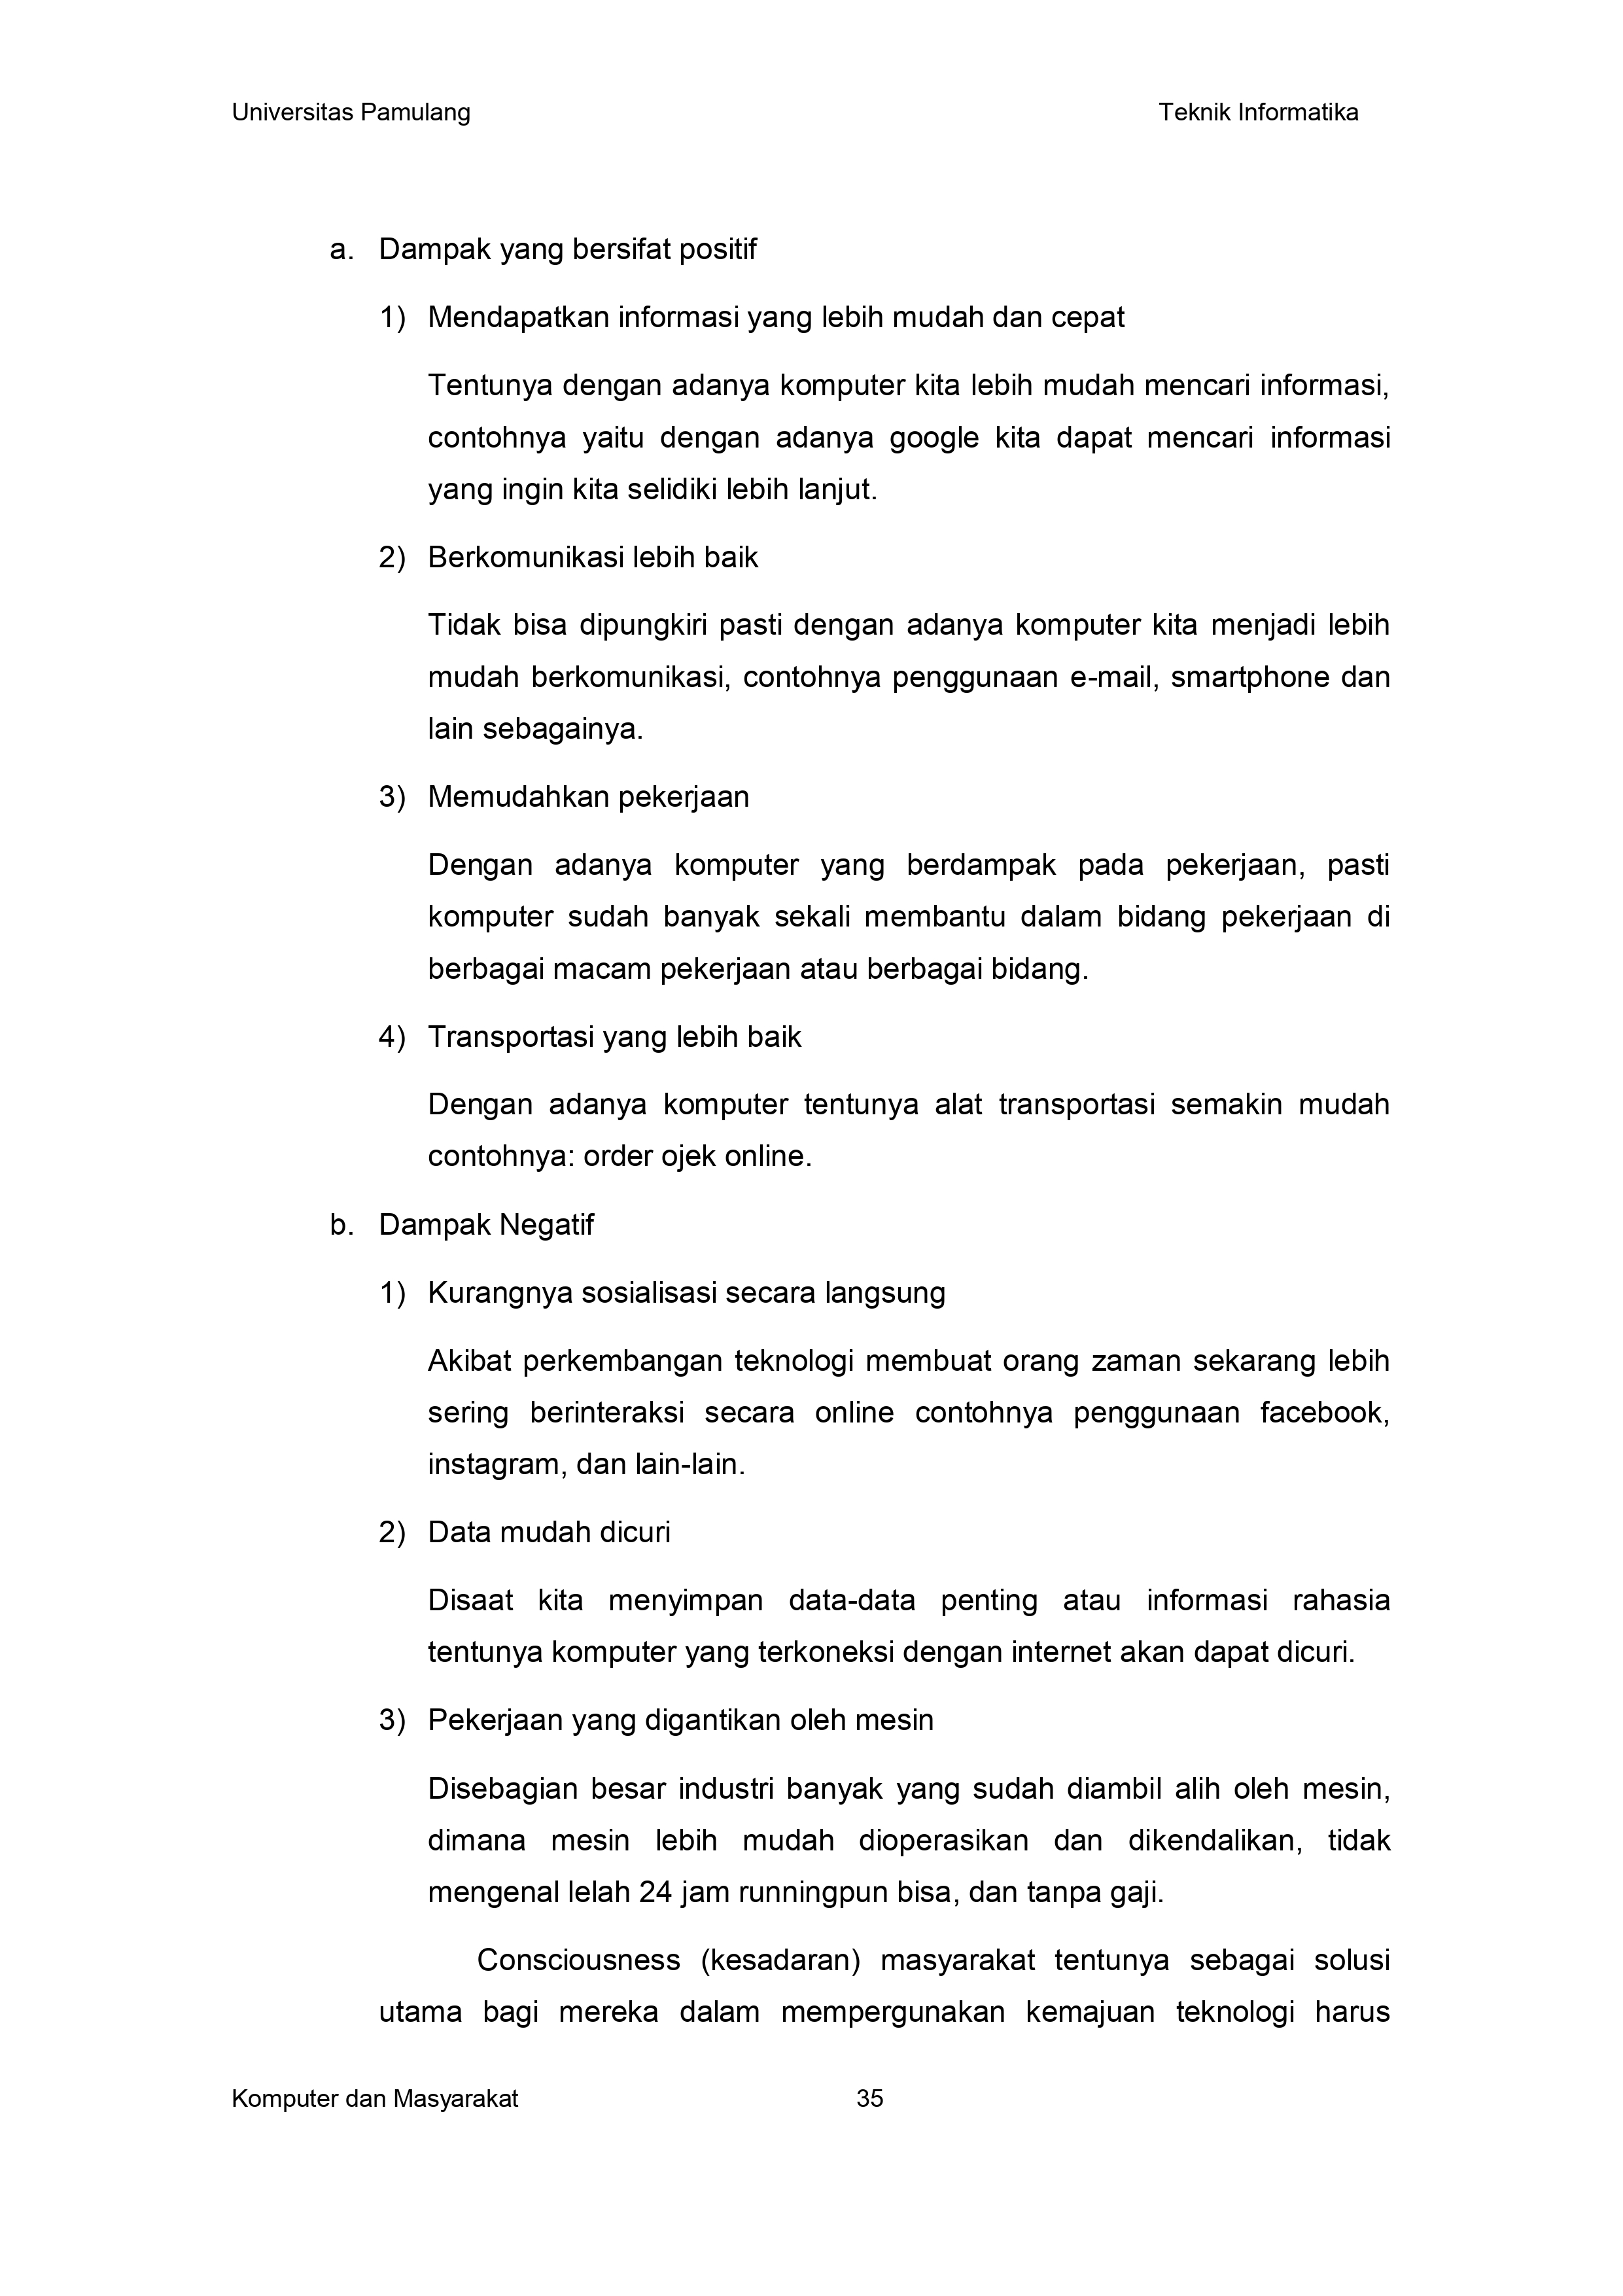 Universitas Pamulang Teknik Informatika
a. Dampak yang bersifat positif
1) Mendapatkan informasi yang lebih mudah dan cepat
Tentunya dengan adanya komputer kita lebih mudah mencari informasi,
contohnya yaitu dengan adanya google kita dapat mencari informasi
yang ingin kita selidiki lebih lanjut.
2) Berkomunikasi lebih baik
Tidak bisa dipungkiri pasti dengan adanya komputer kita menjadi lebih
mudah berkomunikasi, contohnya penggunaan e-mail, smartphone dan
lain sebagainya.
3) Memudahkan pekerjaan
Dengan adanya komputer yang berdampak pada pekerjaan, pasti
komputer sudah banyak sekali membantu dalam bidang pekerjaan di
berbagai macam pekerjaan atau berbagai bidang.
4) Transportasi yang lebih baik
Dengan adanya komputer tentunya alat transportasi semakin mudah
contohnya: order ojek online.
b. Dampak Negatif
1) Kurangnya sosialisasi secara langsung
Akibat perkembangan teknologi membuat orang zaman sekarang lebih
sering berinteraksi secara online contohnya penggunaan facebook,
instagram, dan lain-lain.
2) Data mudah dicuri
Disaat kita menyimpan data-data penting atau informasi rahasia
tentunya komputer yang terkoneksi dengan internet akan dapat dicuri.
3) Pekerjaan yang digantikan oleh mesin
Disebagian besar industri banyak yang sudah diambil alih oleh mesin,
dimana mesin lebih mudah dioperasikan dan dikendalikan, tidak
mengenal lelah 24 jam runningpun bisa, dan tanpa gaji.
Consciousness (kesadaran) masyarakat tentunya sebagai solusi
utama bagi mereka dalam mempergunakan kemajuan teknologi harus
Komputer dan Masyarakat 35